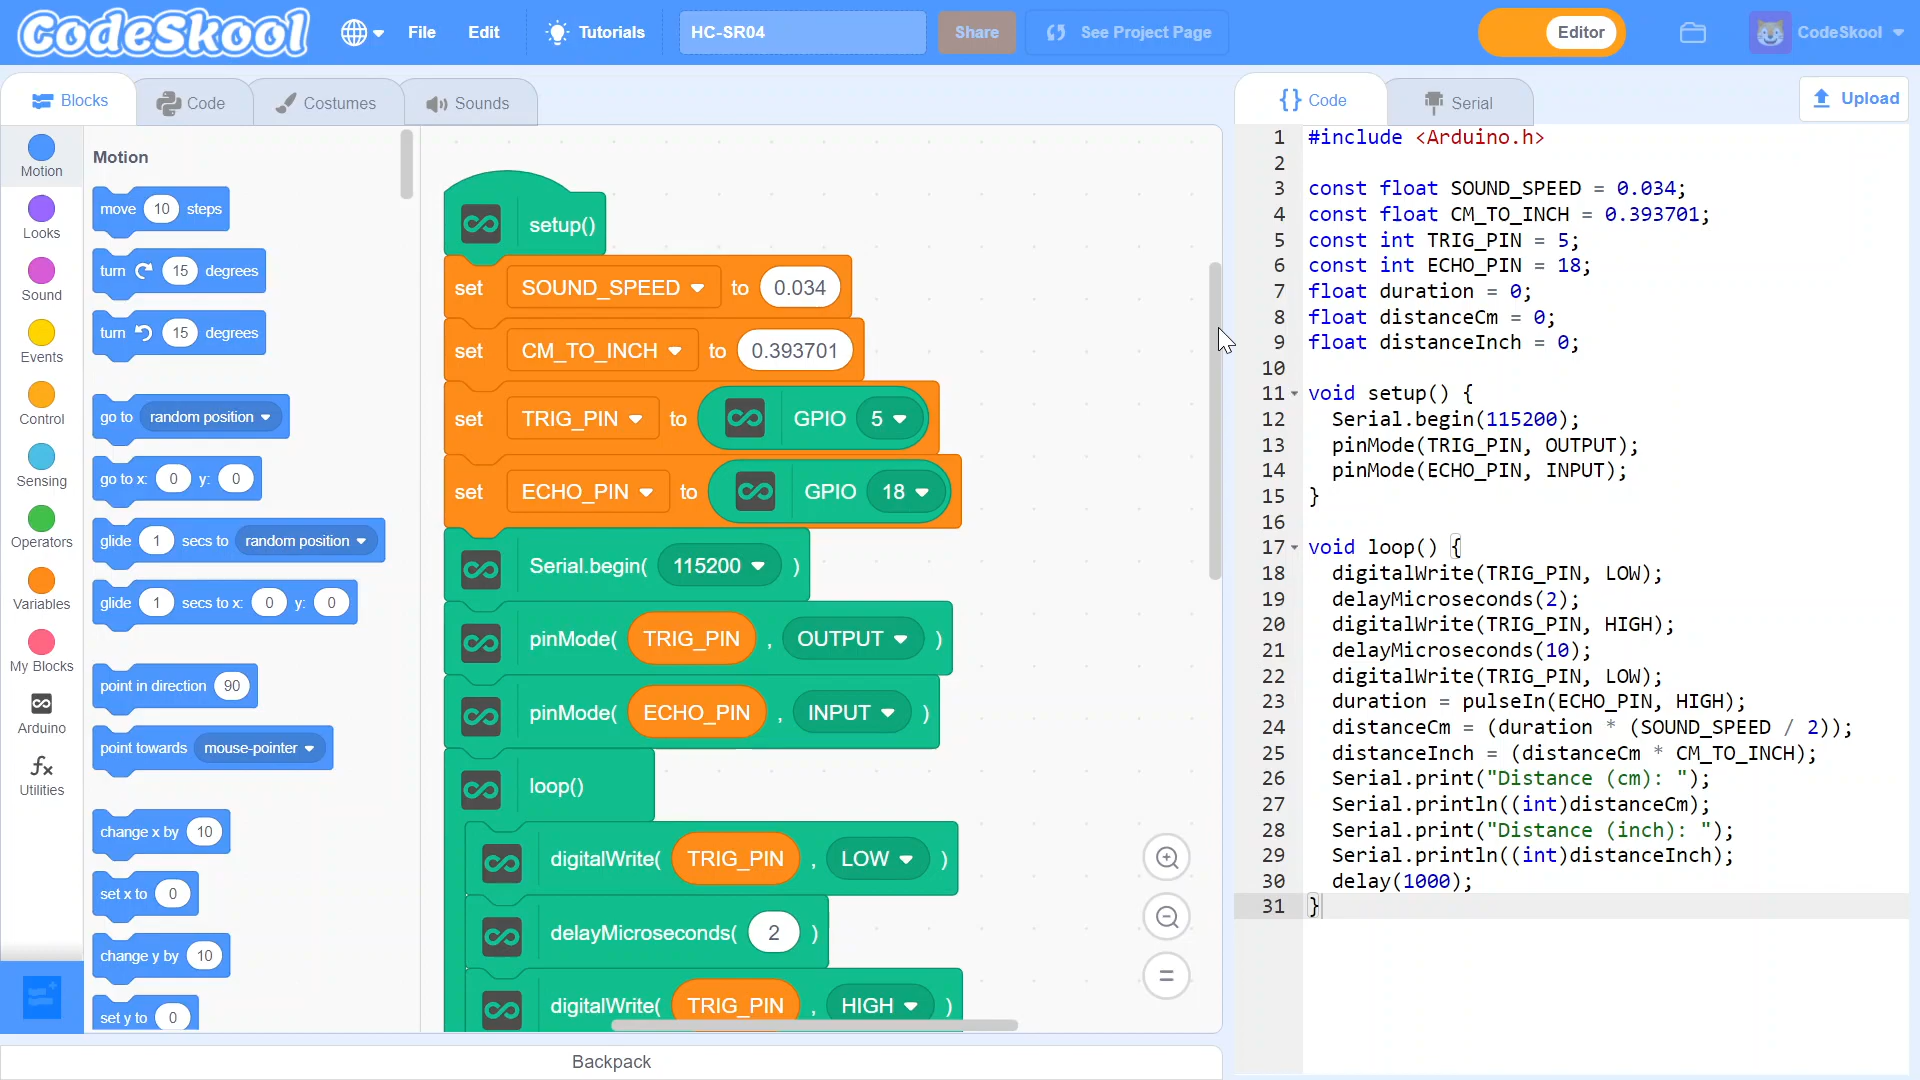 CodeSkool
File
Edit
Tutorials
HC-SR04
Share
See Project Page
Editor
CodeSkool
Blocks
Code
Costumes
Sounds
Code
Serial
Upload
Motion
Looks
Sound
Events
Control
Sensing
Operators
Variables
My Blocks
Arduino
Utilities
Motion
move 10 steps
turn 15 degrees
turn 15 degrees
go to random position
go to x: 0 y: 0
glide 1 secs to random position
glide 1 secs to x: 0 y: 0
point in direction 90
point towards mouse-pointer
change x by 10
set x to 0
change y by 10
set y to 0
setup()
set SOUND_SPEED to 0.034
set CM_TO_INCH to 0.393701
set TRIG_PIN to GPIO 5
set ECHO_PIN to GPIO 18
Serial.begin( 115200 )
pinMode( TRIG_PIN , OUTPUT )
pinMode( ECHO_PIN , INPUT )
loop()
digitalWrite( TRIG_PIN , LOW )
delayMicroseconds( 2 )
digitalWrite( TRIG_PIN , HIGH )
Backpack
1 #include <Arduino.h>
2
3 const float SOUND_SPEED = 0.034;
4 const float CM_TO_INCH = 0.393701;
5 const int TRIG_PIN = 5;
6 const int ECHO_PIN = 18;
7 float duration = 0;
8 float distanceCm = 0;
9 float distanceInch = 0;
10
11 void setup() {
12 Serial.begin(115200);
13 pinMode(TRIG_PIN, OUTPUT);
14 pinMode(ECHO_PIN, INPUT);
15 }
16
17 void loop() {
18 digitalWrite(TRIG_PIN, LOW);
19 delayMicroseconds(2);
20 digitalWrite(TRIG_PIN, HIGH);
21 delayMicroseconds(10);
22 digitalWrite(TRIG_PIN, LOW);
23 duration = pulseIn(ECHO_PIN, HIGH);
24 distanceCm = (duration * (SOUND_SPEED / 2));
25 distanceInch = (distanceCm * CM_TO_INCH);
26 Serial.print("Distance (cm): ");
27 Serial.println((int)distanceCm);
28 Serial.print("Distance (inch): ");
29 Serial.println((int)distanceInch);
30 delay(1000);
31 }